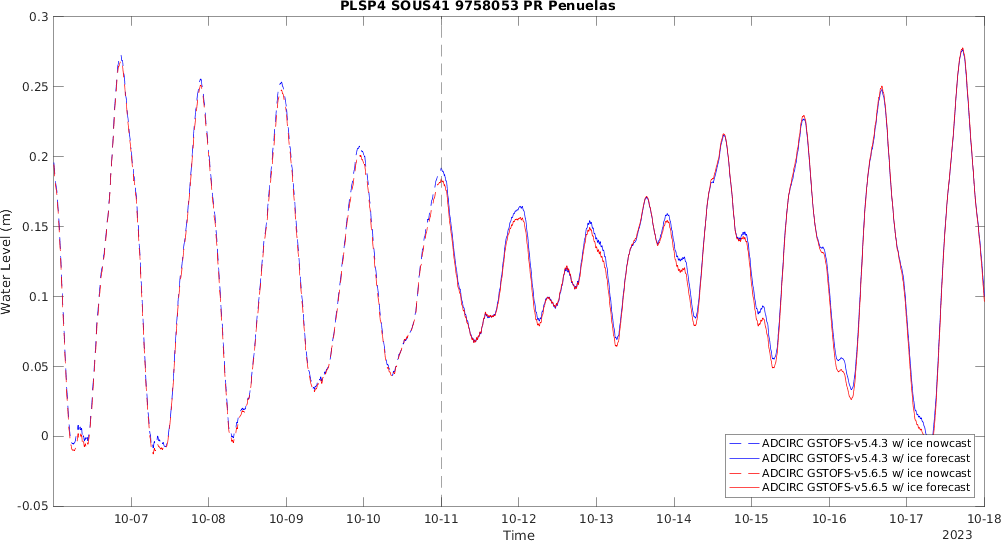 PLSP4 SOUS41 9758053 PR Penuelas
0.3
0.25
0.2
0.15
0.1
0.05
0
-0.05
Water Level (m)
10-07 10-08 10-09 10-10 10-11 10-12 10-13 10-14 10-15 10-16 10-17 10-18
Time
2023
ADCIRC GSTOFS-v5.4.3 w/ ice nowcast
ADCIRC GSTOFS-v5.4.3 w/ ice forecast
ADCIRC GSTOFS-v5.6.5 w/ ice nowcast
ADCIRC GSTOFS-v5.6.5 w/ ice forecast